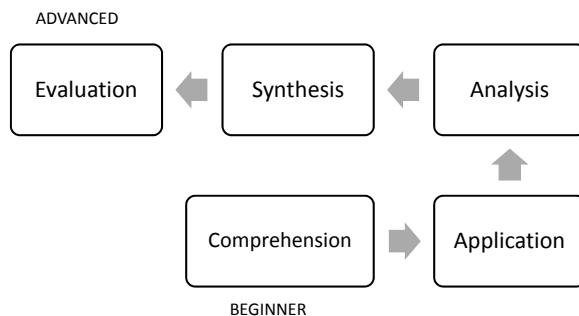 ADVANCED
Evaluation
Synthesis
Analysis
Comprehension
Application
BEGINNER